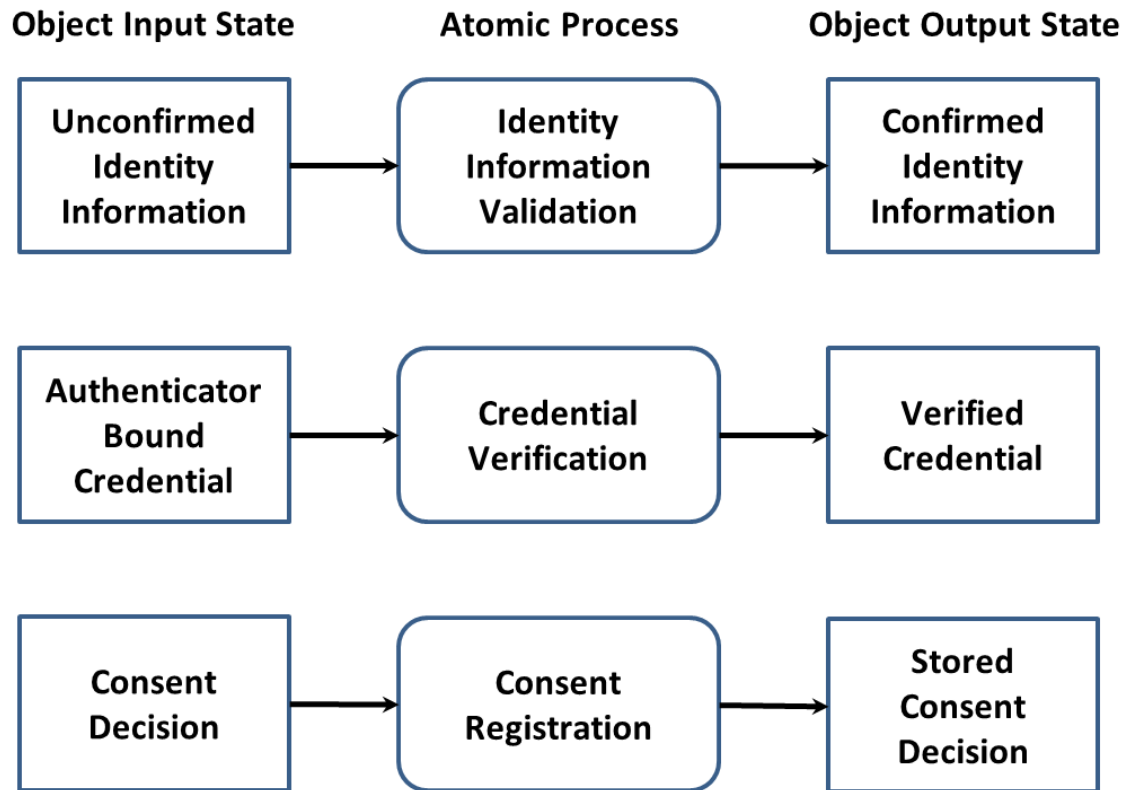 Object Input State
Atomic Process
Object Output State
Unconfirmed
Identity
Information
Identity
Information
Validation
Confirmed
Identity
Information
Authenticator
Bound
Credential
Credential
Verification
Verified
Credential
Consent
Decision
Consent
Registration
Stored
Consent
Decision